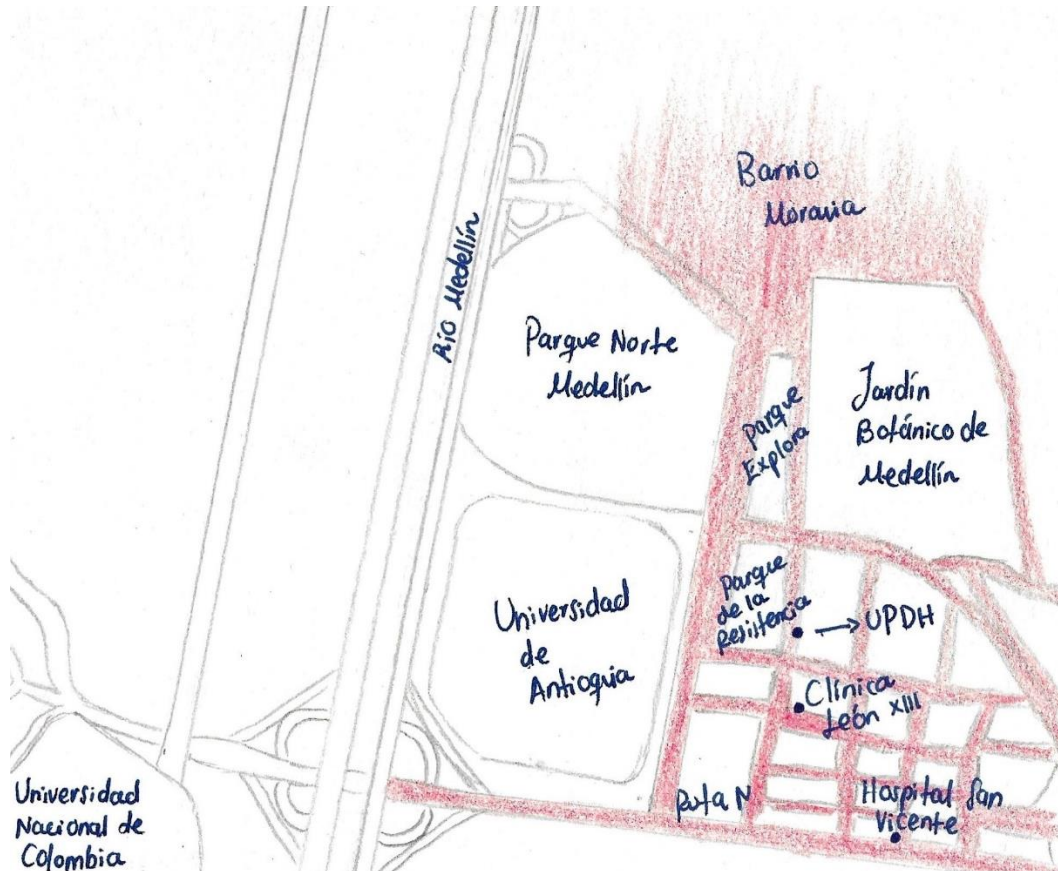 Barrio
Moravia
Río Medellín
Parque Norte
Medellín
Parque
Explora
Jardín
Botánico de
Medellín
Universidad
de
Antioquia
Parque
de la
Resistencia
UPDH
Clínica
León XIII
Ruta N
Hospital San
Vicente
Universidad
Nacional de
Colombia